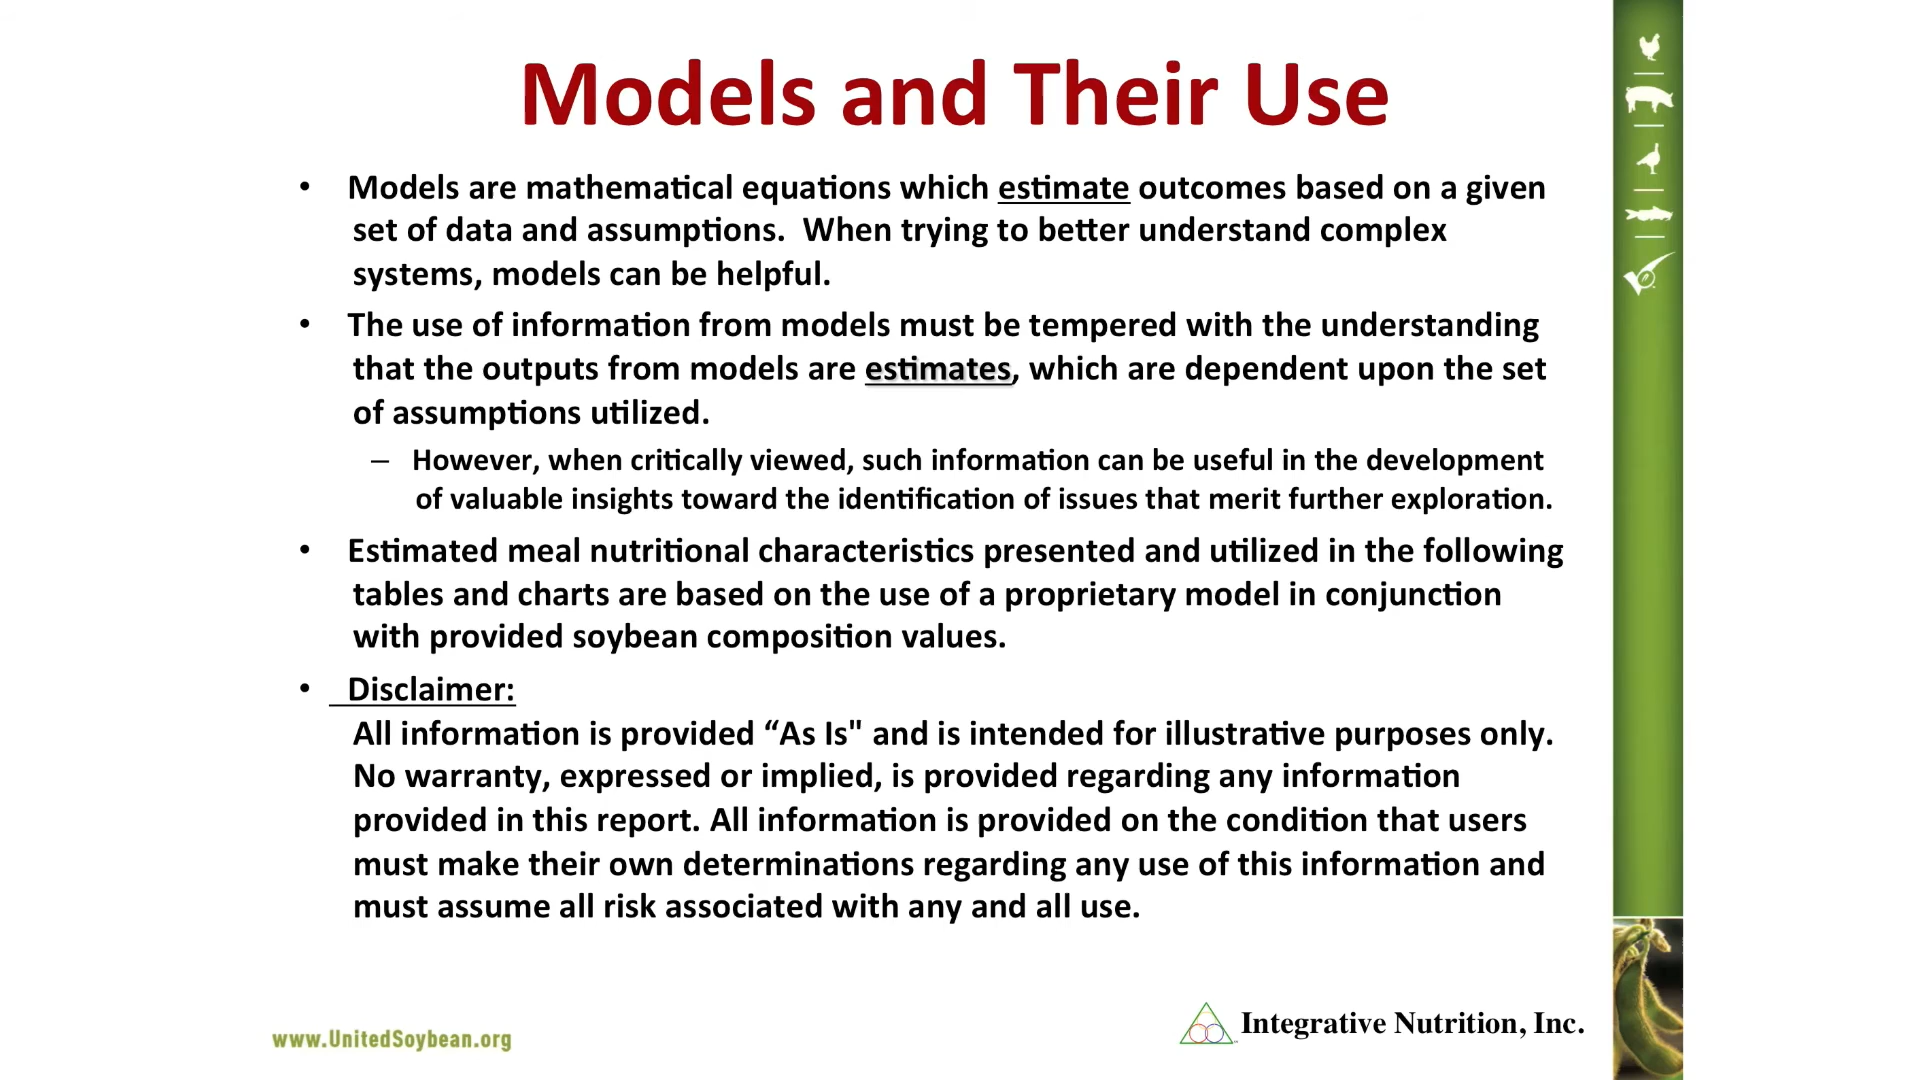 Models and Their Use
• Models are mathematical equations which estimate outcomes based on a given
set of data and assumptions.  When trying to better understand complex
systems, models can be helpful.
• The use of information from models must be tempered with the understanding
that the outputs from models are estimates, which are dependent upon the set
of assumptions utilized.
– However, when critically viewed, such information can be useful in the development
of valuable insights toward the identification of issues that merit further exploration.
• Estimated meal nutritional characteristics presented and utilized in the following
tables and charts are based on the use of a proprietary model in conjunction
with provided soybean composition values.
• Disclaimer:
All information is provided “As Is" and is intended for illustrative purposes only.
No warranty, expressed or implied, is provided regarding any information
provided in this report. All information is provided on the condition that users
must make their own determinations regarding any use of this information and
must assume all risk associated with any and all use.
www.UnitedSoybean.org
Integrative Nutrition, Inc.